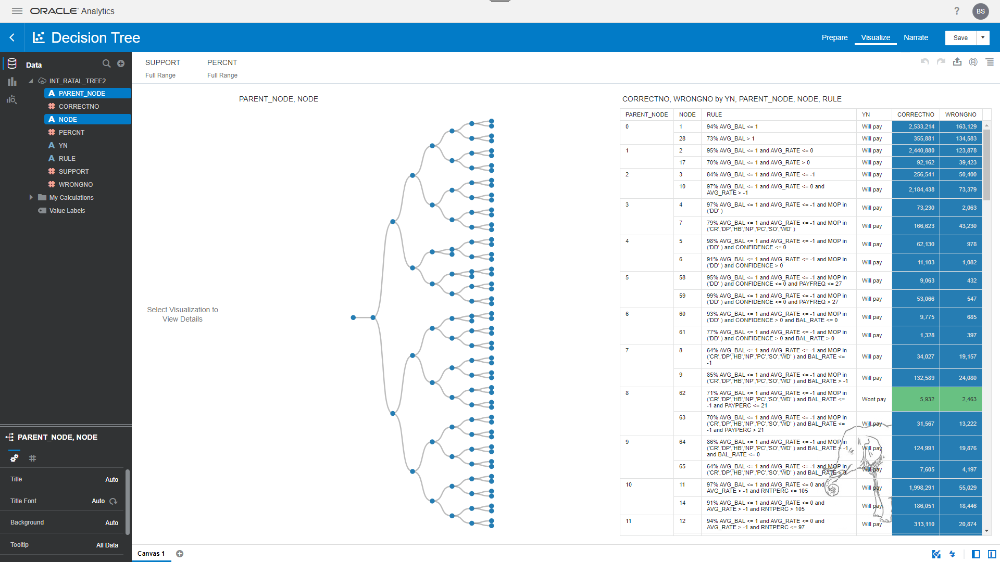 ORACLE Analytics
?
BS
Decision Tree
Prepare
Visualize
Narrate
Save
Data
INT_RATAL_TREE2
PARENT_NODE
CORRECTNO
NODE
PERCNT
YN
RULE
SUPPORT
WRONGNO
My Calculations
Value Labels
PARENT_NODE, NODE
Title Auto
Title Font Auto
Background Auto
Tooltip All Data
SUPPORT
Full Range
PERCNT
Full Range
PARENT_NODE, NODE
Select Visualization to
View Details
CORRECTNO, WRONGNO by YN, PARENT_NODE, NODE, RULE
PARENT_NODE NODE RULE YN CORRECTNO WRONGNO
0 1 94% AVG_BAL <= 1 Will pay 2,533,214 163,129
28 73% AVG_BAL > 1 Will pay 355,881 134,583
1 2 95% AVG_BAL <= 1 and AVG_RATE <= 0 Will pay 2,440,880 123,878
17 70% AVG_BAL <= 1 and AVG_RATE > 0 Will pay 92,162 39,423
2 3 84% AVG_BAL <= 1 and AVG_RATE <= -1 Will pay 256,541 50,400
10 97% AVG_BAL <= 1 and AVG_RATE <= 0 and
AVG_RATE > -1 Will pay 2,184,438 73,379
3 4 97% AVG_BAL <= 1 and AVG_RATE <= -1 and MOP in
('DD' ) Will pay 73,230 2,063
7 79% AVG_BAL <= 1 and AVG_RATE <= -1 and MOP in
('CR','DP','HB','NP','PC','SO','WD' ) Will pay 166,623 43,230
4 5 98% AVG_BAL <= 1 and AVG_RATE <= -1 and MOP in
('DD' ) and CONFIDENCE <= 0 Will pay 62,130 978
6 91% AVG_BAL <= 1 and AVG_RATE <= -1 and MOP in
('DD' ) and CONFIDENCE > 0 Will pay 11,103 1,082
5 58 95% AVG_BAL <= 1 and AVG_RATE <= -1 and MOP in
('DD' ) and CONFIDENCE <= 0 and PAYFREQ <= 27 Will pay 9,063 432
59 99% AVG_BAL <= 1 and AVG_RATE <= -1 and MOP in
('DD' ) and CONFIDENCE <= 0 and PAYFREQ > 27 Will pay 53,066 547
6 60 93% AVG_BAL <= 1 and AVG_RATE <= -1 and MOP in
('DD' ) and CONFIDENCE > 0 and BAL_RATE <= 0 Will pay 9,775 685
61 77% AVG_BAL <= 1 and AVG_RATE <= -1 and MOP in
('DD' ) and CONFIDENCE > 0 and BAL_RATE > 0 Will pay 1,328 397
7 8 64% AVG_BAL <= 1 and AVG_RATE <= -1 and MOP in
('CR','DP','HB','NP','PC','SO','WD' ) and BAL_RATE <=
-1 Will pay 34,027 19,157
9 85% AVG_BAL <= 1 and AVG_RATE <= -1 and MOP in
('CR','DP','HB','NP','PC','SO','WD' ) and BAL_RATE > -1 Will pay 132,589 24,080
8 62 71% AVG_BAL <= 1 and AVG_RATE <= -1 and MOP in
('CR','DP','HB','NP','PC','SO','WD' ) and BAL_RATE <=
-1 and PAYPERC <= 21 Wont pay 5,932 2,463
63 70% AVG_BAL <= 1 and AVG_RATE <= -1 and MOP in
('CR','DP','HB','NP','PC','SO','WD' ) and BAL_RATE <=
-1 and PAYPERC > 21 Will pay 31,567 13,222
9 64 86% AVG_BAL <= 1 and AVG_RATE <= -1 and MOP in
('CR','DP','HB','NP','PC','SO','WD' ) and BAL_RATE > -1
and BAL_RATE <= 0 Will pay 124,991 19,876
65 64% AVG_BAL <= 1 and AVG_RATE <= -1 and MOP in
('CR','DP','HB','NP','PC','SO','WD' ) and BAL_RATE > 0 Will pay 7,605 4,197
10 11 97% AVG_BAL <= 1 and AVG_RATE <= 0 and
AVG_RATE > -1 and RNTPERC <= 105 Will pay 1,998,291 55,029
14 91% AVG_BAL <= 1 and AVG_RATE <= 0 and
AVG_RATE > -1 and RNTPERC > 105 Will pay 186,051 18,446
11 12 94% AVG_BAL <= 1 and AVG_RATE <= 0 and
AVG_RATE > -1 and RNTPERC <= 97 Will pay 313,110 20,874
Canvas 1